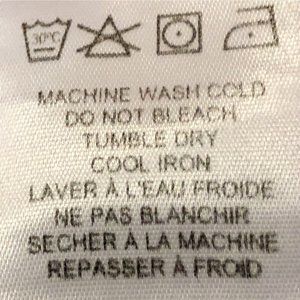 30°C
MACHINE WASH COLD
DO NOT BLEACH
TUMBLE DRY
COOL IRON
LAVER À L'EAU FROIDE
NE PAS BLANCHIR
SECHER À LA MACHINE
REPASSER À FROID